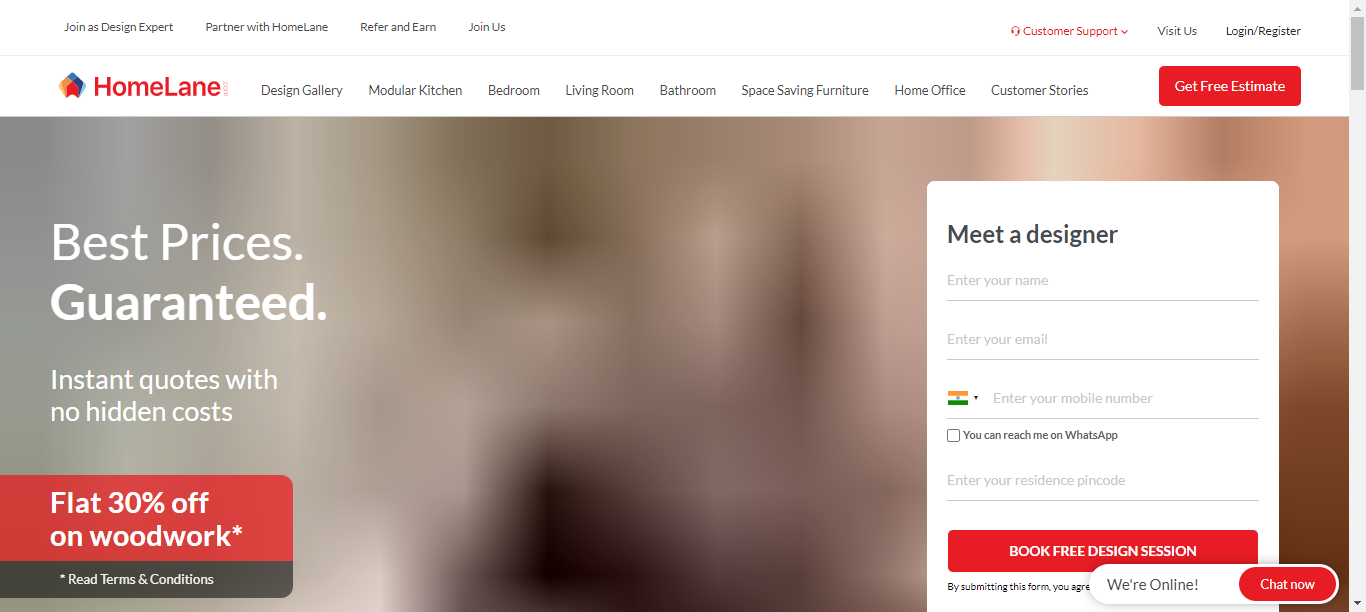 Join as Design Expert
Partner with HomeLane
Refer and Earn
Join Us
Customer Support
Visit Us
Login/Register
HomeLane
Design Gallery
Modular Kitchen
Bedroom
Living Room
Bathroom
Space Saving Furniture
Home Office
Customer Stories
Get Free Estimate
Best Prices.
Guaranteed.
Instant quotes with
no hidden costs
Flat 30% off
on woodwork*
* Read Terms & Conditions
Meet a designer
Enter your name
Enter your email
Enter your mobile number
You can reach me on WhatsApp
Enter your residence pincode
BOOK FREE DESIGN SESSION
By submitting this form, you agree
We're Online!
Chat now